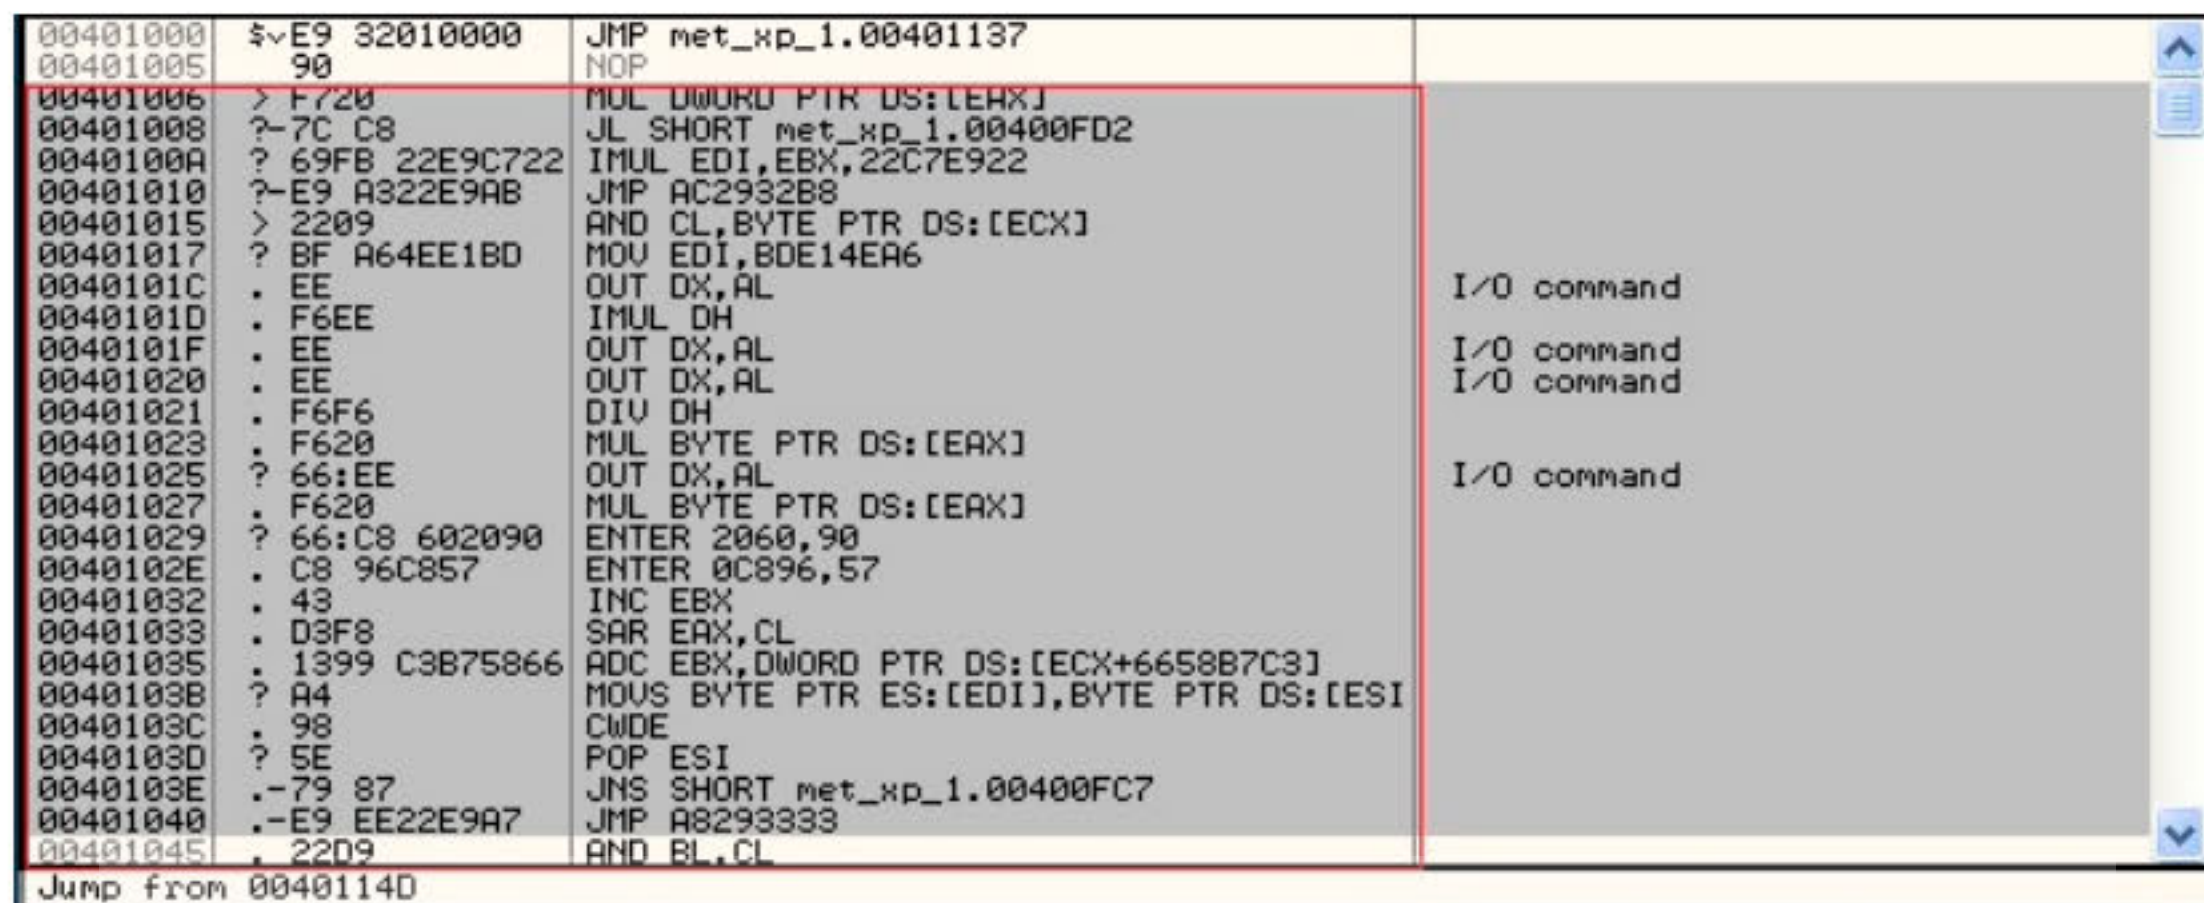 00401000 $vE9 32010000 JMP met_xp_1.00401137
00401005 90 NOP
00401006 > F720 MUL DWORD PTR DS:[EAX]
00401008 ?-7C C8 JL SHORT met_xp_1.00400FD2
0040100A ? 69FB 22E9C722 IMUL EDI,EBX,22C7E922
00401010 ?-E9 A322E9AB JMP AC2932B8
00401015 > 2209 AND CL,BYTE PTR DS:[ECX]
00401017 ? BF A64EE1BD MOV EDI,BDE14EA6
0040101C . EE OUT DX,AL I/O command
0040101D . F6EE IMUL DH
0040101F . EE OUT DX,AL I/O command
00401020 . EE OUT DX,AL I/O command
00401021 . F6F6 DIV DH
00401023 . F620 MUL BYTE PTR DS:[EAX]
00401025 ? 66:EE OUT DX,AL I/O command
00401027 . F620 MUL BYTE PTR DS:[EAX]
00401029 ? 66:C8 602090 ENTER 2060,90
0040102E . C8 96C857 ENTER 0C896,57
00401032 . 43 INC EBX
00401033 . D3F8 SAR EAX,CL
00401035 . 1399 C3B75866 ADC EBX,DWORD PTR DS:[ECX+6658B7C3]
0040103B ? A4 MOVS BYTE PTR ES:[EDI],BYTE PTR DS:[ESI
0040103C . 98 CWDE
0040103D ? 5E POP ESI
0040103E .-79 87 JNS SHORT met_xp_1.00400FC7
00401040 .-E9 EE22E9A7 JMP A8293333
00401045 . 22D9 AND BL,CL
Jump from 0040114D